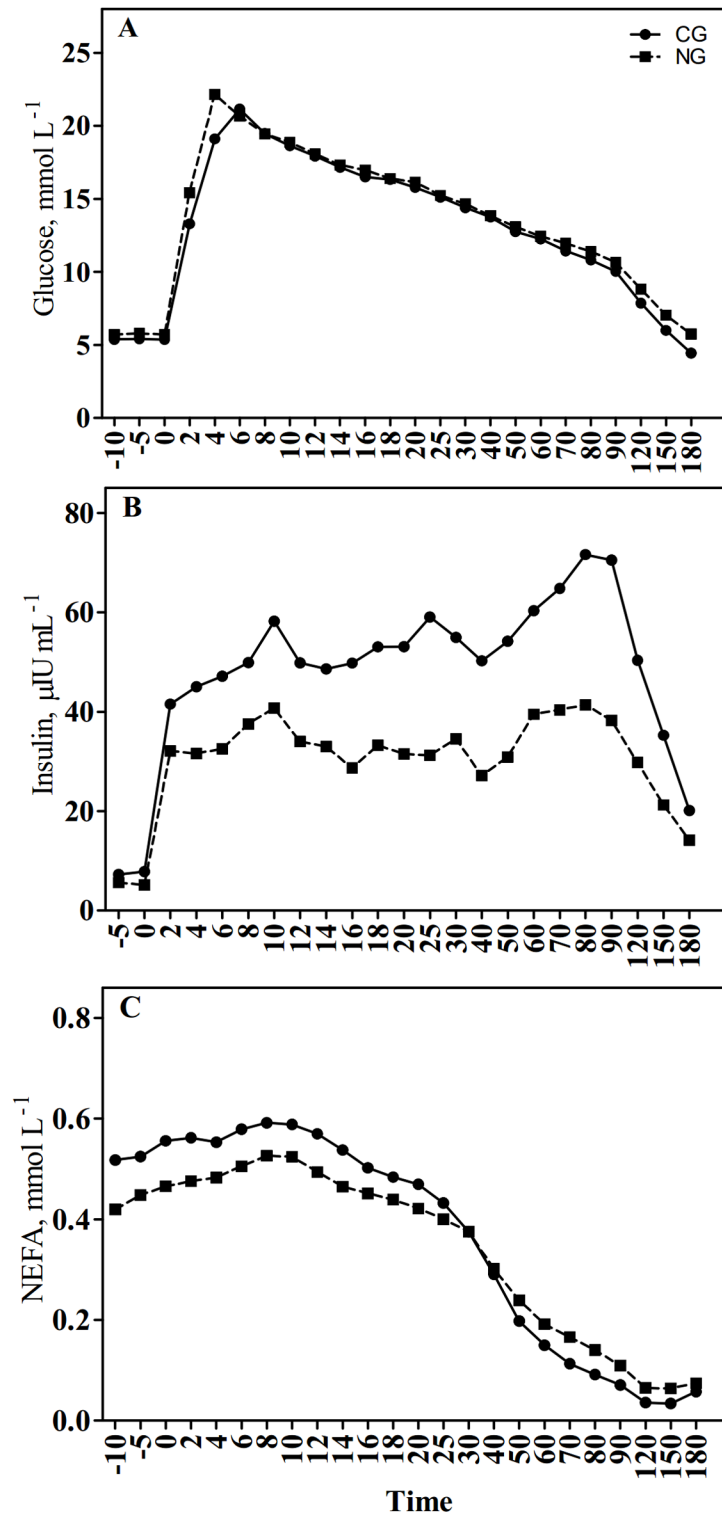 A
CG
NG
Glucose, mmol L⁻¹
25
20
15
10
5
0
-10 -5 0 2 4 6 8 10 12 14 16 18 20 25 30 40 50 60 70 80 90 120 150 180
B
Insulin, µIU mL⁻¹
80
60
40
20
0
-5 0 2 4 6 8 10 12 14 16 18 20 25 30 40 50 60 70 80 90 120 150 180
C
NEFA, mmol L⁻¹
0.8
0.6
0.4
0.2
0.0
-10 -5 0 2 4 6 8 10 12 14 16 18 20 25 30 40 50 60 70 80 90 120 150 180
Time